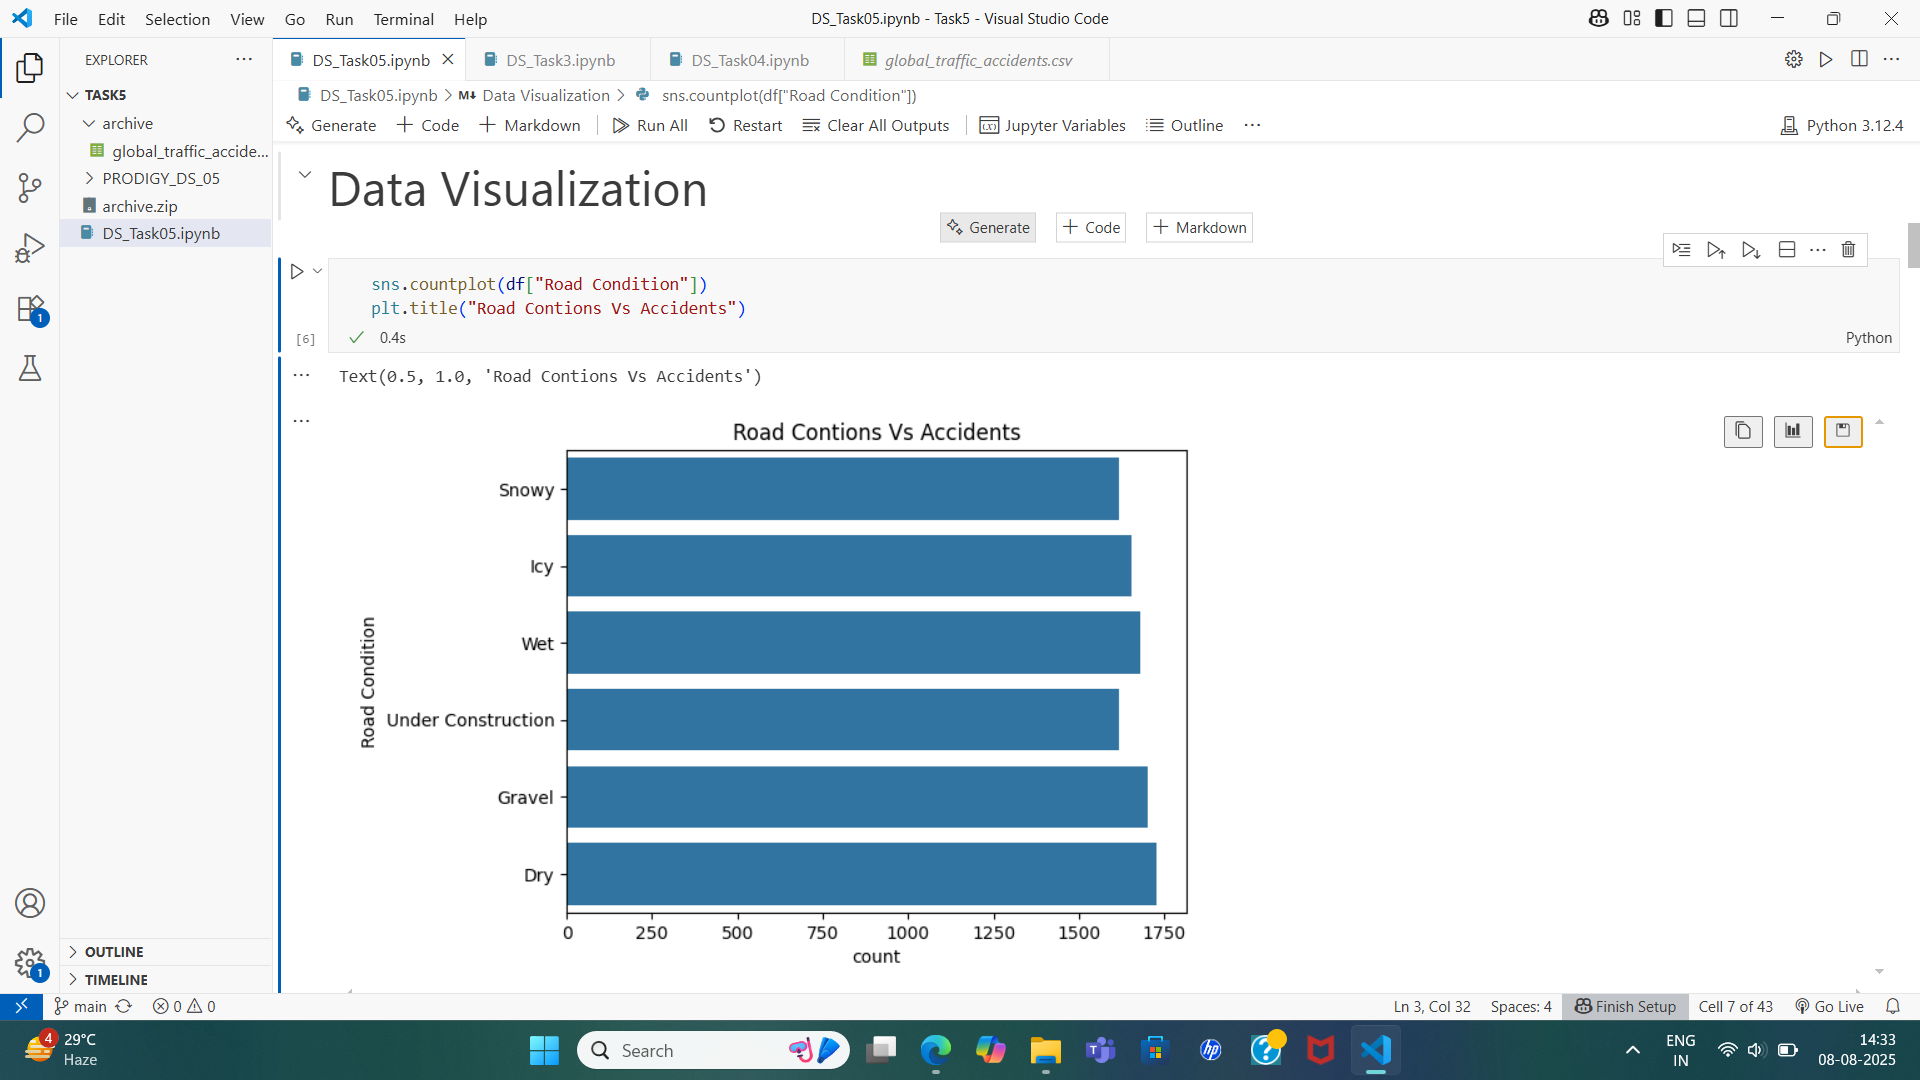 File Edit Selection View Go Run Terminal Help
DS_Task05.ipynb - Task5 - Visual Studio Code
EXPLORER
TASK5
archive
global_traffic_accide...
PRODIGY_DS_05
archive.zip
DS_Task05.ipynb
OUTLINE
TIMELINE
DS_Task05.ipynb
DS_Task3.ipynb
DS_Task04.ipynb
global_traffic_accidents.csv
DS_Task05.ipynb > M↓ Data Visualization > sns.countplot(df["Road Condition"])
Generate + Code + Markdown Run All Restart Clear All Outputs Jupyter Variables Outline ... Python 3.12.4
Data Visualization
Generate + Code + Markdown
sns.countplot(df["Road Condition"])
plt.title("Road Contions Vs Accidents")
[6] 0.4s Python
Text(0.5, 1.0, 'Road Contions Vs Accidents')
Road Contions Vs Accidents
Road Condition
Snowy
Icy
Wet
Under Construction
Gravel
Dry
0 250 500 750 1000 1250 1500 1750
count
1
1
main 0 0 Ln 3, Col 32 Spaces: 4 Finish Setup Cell 7 of 43 Go Live
4
29°C
Haze
Search
hp
ENG
IN
14:33
08-08-2025